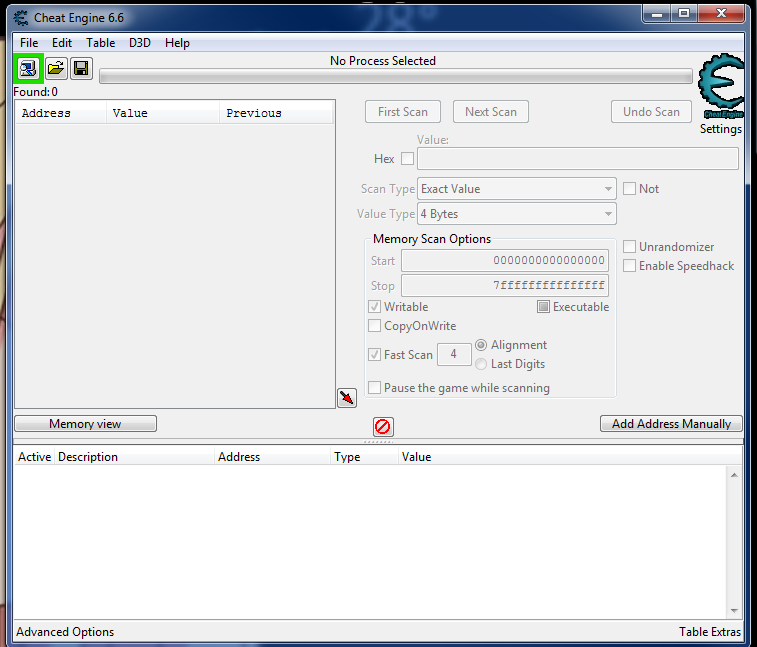 28°
Cheat Engine 6.6
File Edit Table D3D Help
No Process Selected
Found:0
Address Value Previous
First Scan Next Scan Undo Scan
Cheat Engine
Settings
Value:
Hex
Scan Type Exact Value Not
Value Type 4 Bytes
Memory Scan Options
Unrandomizer
Start 0000000000000000
Enable Speedhack
Stop 7fffffffffffffff
Writable Executable
CopyOnWrite
Fast Scan 4 Alignment
Last Digits
Pause the game while scanning
Memory view Add Address Manually
Active Description Address Type Value
Advanced Options Table Extras